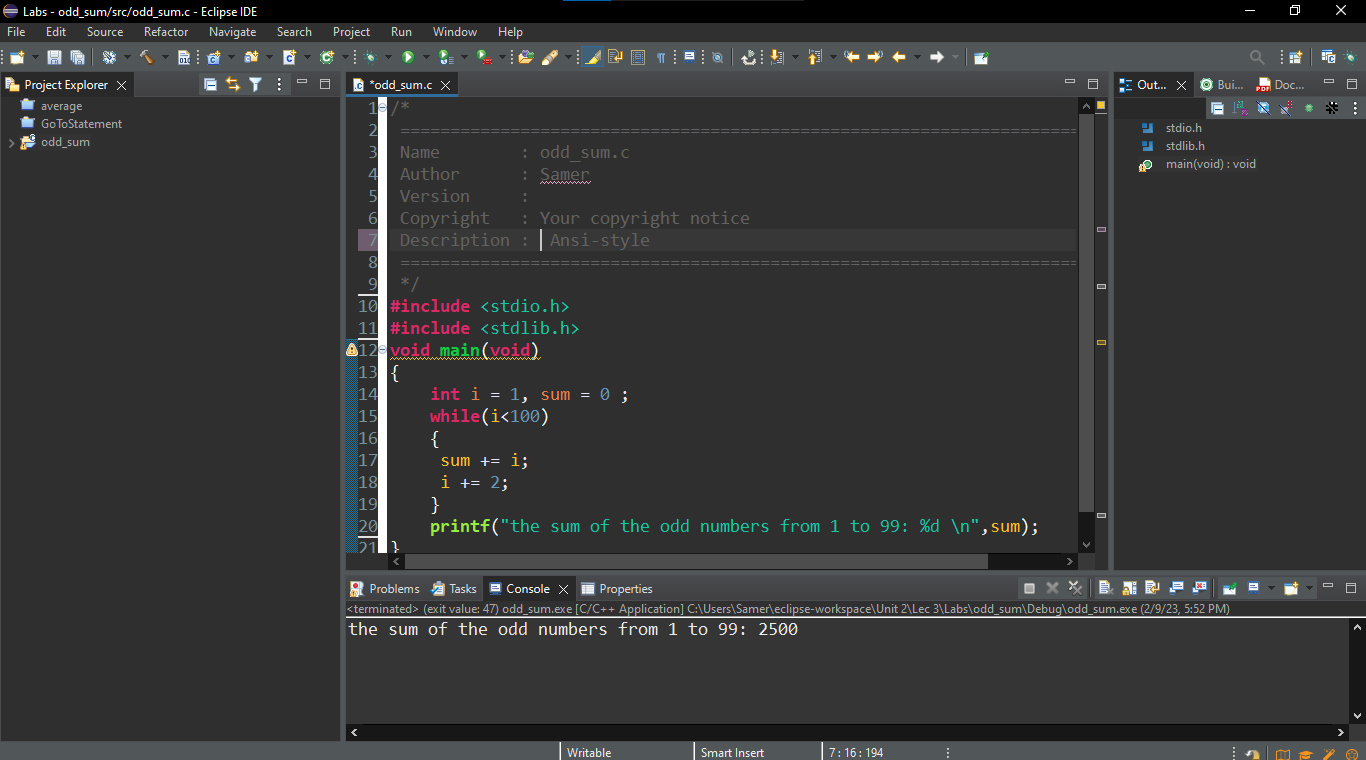 Labs - odd_sum/src/odd_sum.c - Eclipse IDE
File Edit Source Refactor Navigate Search Project Run Window Help
Project Explorer
average
GoToStatement
odd_sum
*odd_sum.c
1 /*
2 ====================================================================
3 Name : odd_sum.c
4 Author : Samer
5 Version :
6 Copyright : Your copyright notice
7 Description : Ansi-style
8 ====================================================================
9 */
10 #include <stdio.h>
11 #include <stdlib.h>
12 void main(void)
13 {
14 int i = 1, sum = 0 ;
15 while(i<100)
16 {
17 sum += i;
18 i += 2;
19 }
20 printf("the sum of the odd numbers from 1 to 99: %d \n",sum);
21 }
Out... Bui... Doc...
stdio.h
stdlib.h
main(void) : void
Problems Tasks Console Properties
<terminated> (exit value: 47) odd_sum.exe [C/C++ Application] C:\Users\Samer\eclipse-workspace\Unit 2\Lec 3\Labs\odd_sum\Debug\odd_sum.exe (2/9/23, 5:52 PM)
the sum of the odd numbers from 1 to 99: 2500
Writable Smart Insert 7 : 16 : 194